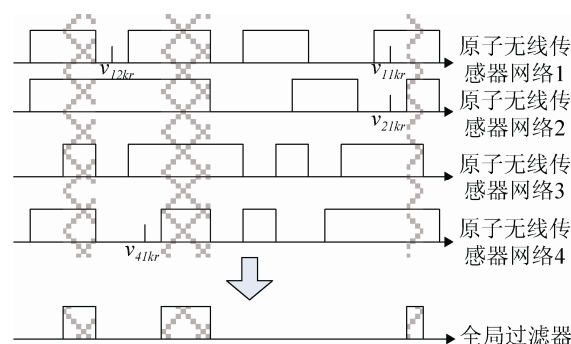 原子无线传
感器网络1
v12kr
v11kr
原子无线传
感器网络2
v21kr
原子无线传
感器网络3
原子无线传
感器网络4
v41kr
全局过滤器